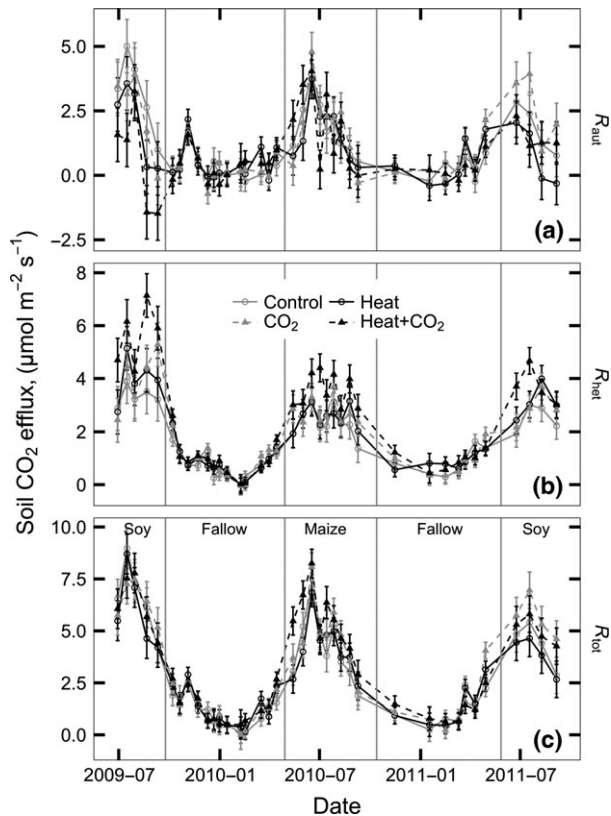 5.0
2.5
0.0
−2.5
R_aut
(a)
8
6
4
2
0
Control
Heat
CO₂
Heat+CO₂
R_het
(b)
Soil CO₂ efflux, (μmol m⁻² s⁻¹)
Soy
Fallow
Maize
Fallow
Soy
10.0
7.5
5.0
2.5
0.0
R_tot
(c)
2009−07
2010−01
2010−07
2011−01
2011−07
Date